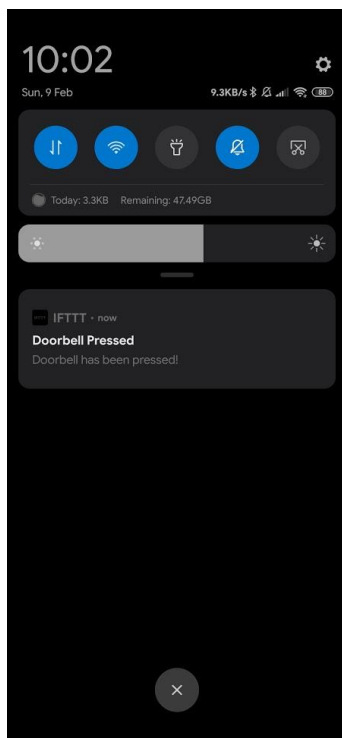 10:02
Sun, 9 Feb 9.3KB/s 88
Today: 3.3KB Remaining: 47.49GB
IFTTT • now
Doorbell Pressed
Doorbell has been pressed!